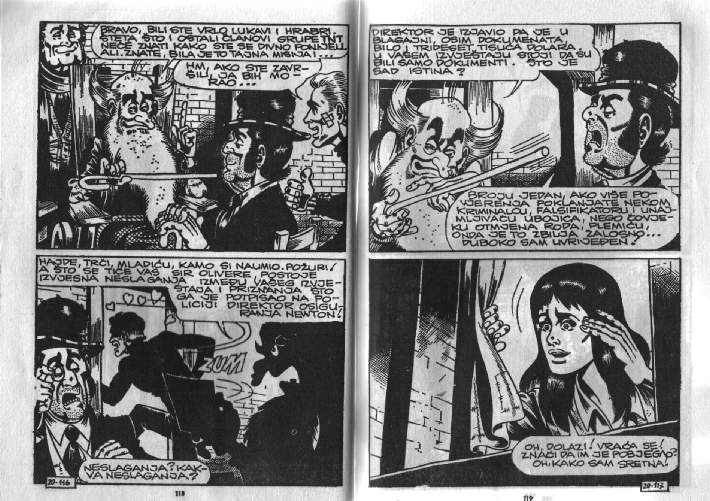 BRAVO, BILI STE VRLO LUKAVI I HRABRI.
ŠTETA ŠTO I OSTALI ČLANOVI GRUPE TNT
NEĆE ZNATI KAKO STE SE DIVNO PONIJELI,
ALI ZNATE, BILA JE TO TAJNA MISIJA!...
HM, AKO STE ZAVR-
ŠILI, JA BIH MO-
RAO...
HAJDE, TRČI, MLADIĆU, KAMO SI NAUMIO. POŽURI!
A ŠTO SE TIČE VAS, SIR OLIVERE, POSTOJE
IZVJESNA NESLAGANJA IZMEĐU VAŠEG IZVJE-
ŠTAJA I PRIZNANJA ŠTO
GA JE POTPISAO NA PO-
LICIJI DIREKTOR OSIGU-
RANJA NEWTON!
ZUM
NESLAGANJA? KAK-
VA NESLAGANJA?
20-116
118
DIREKTOR JE IZJAVIO DA JE U
BLAGAJNI, OSIM DOKUMENATA,
BILO I TRIDESET TISUĆA DOLARA.
U VAŠEM IZVJEŠTAJU STOJI DA SU
BILI SAMO DOKUMENTI. ŠTO JE
SAD ISTINA?
BROJU JEDAN, AKO VIŠE PO-
VJERENJA POKLANJATE NEKOM
KRIMINALCU, FALSIFIKATORU I UNA-
MLJIVAČU UBOJICA NEGO ČOVJE-
KU OTMJENA RODA, PLEMIĆU,
ONDA JE TO ZBILJA ŽALOSNO...
DUBOKO SAM UVRIJEĐEN!
OH, DOLAZI! VRAĆA SE!
ZNAČI DA IM JE POBJEGAO?
OH, KAKO SAM SRETNA!
20-117
119